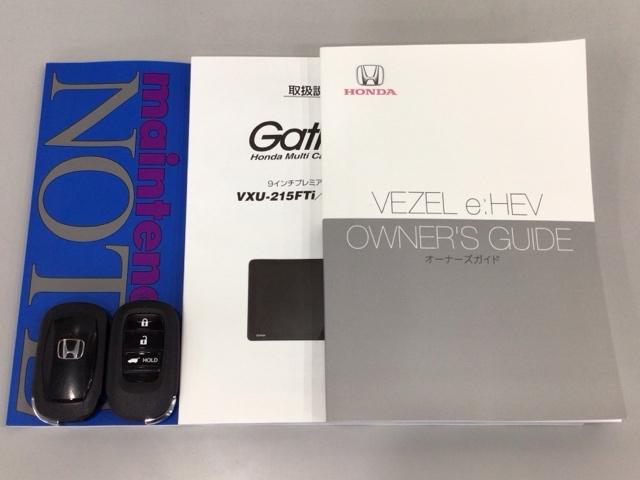 maintenance
NOTE
取扱説
Gath
Honda Multi Ca
9インチプレミア
VXU-215FTi/
HONDA
VEZEL e:HEV
OWNER'S GUIDE
オーナーズガイド
HOLD